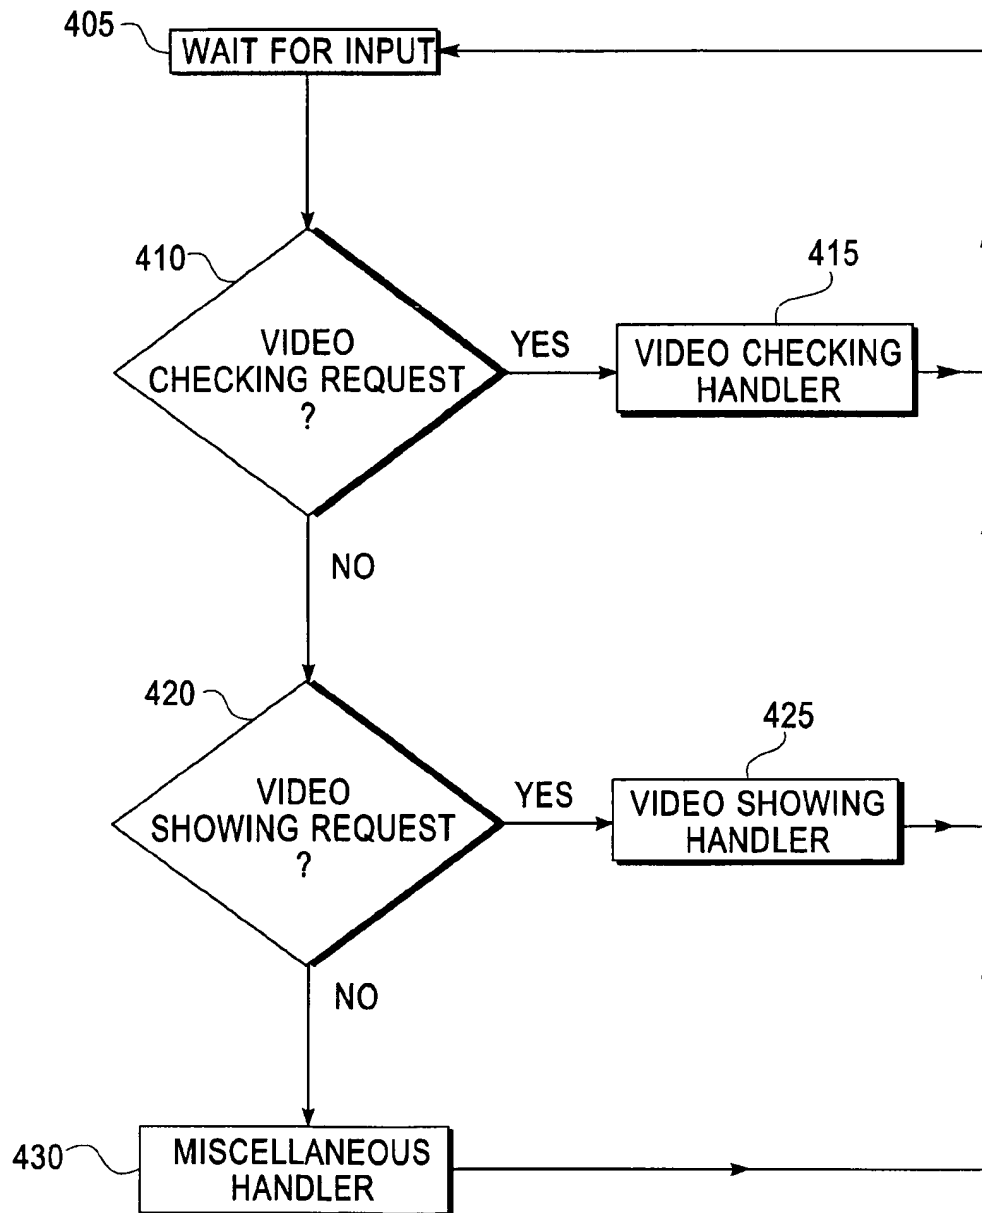 405
WAIT FOR INPUT
410
VIDEO
CHECKING REQUEST
?
YES
415
VIDEO CHECKING
HANDLER
NO
420
VIDEO
SHOWING REQUEST
?
YES
425
VIDEO SHOWING
HANDLER
NO
430
MISCELLANEOUS
HANDLER